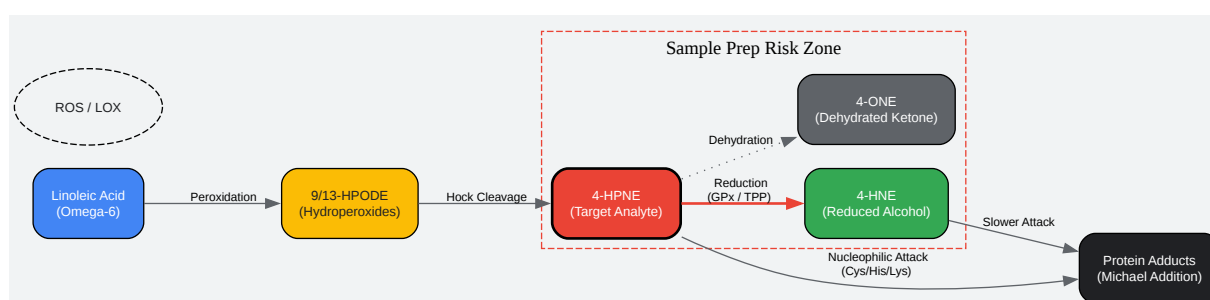 Sample Prep Risk Zone
ROS / LOX
4-ONE
(Dehydrated Ketone)
Dehydration
Linoleic Acid
(Omega-6)
Peroxidation
9/13-HPODE
(Hydroperoxides)
Hock Cleavage
4-HPNE
(Target Analyte)
Reduction
(GPx / TPP)
4-HNE
(Reduced Alcohol)
Slower Attack
Nucleophilic Attack
(Cys/His/Lys)
Protein Adducts
(Michael Addition)